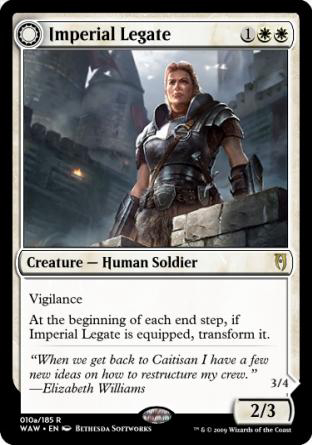 Imperial Legate 1
Creature — Human Soldier
Vigilance
At the beginning of each end step, if
Imperial Legate is equipped, transform it.
“When we get back to Caitisan I have a few
new ideas on how to restructure my crew.”
—Elizabeth Williams
3/4
2/3
010a/185 R
WAW • EN BETHESDA SOFTWORKS
™ & © 2019 Wizards of the Coast